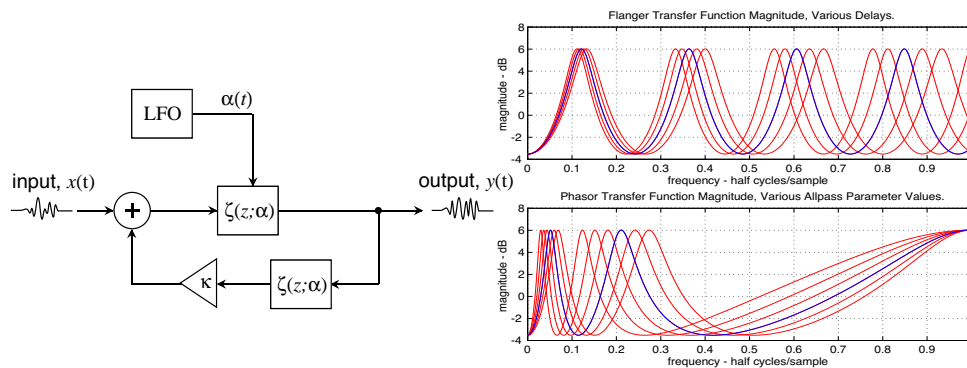 LFO
α(t)
input, x(t)
+
ζ(z;α)
output, y(t)
κ
ζ(z;α)
Flanger Transfer Function Magnitude, Various Delays.
magnitude - dB
8
6
4
2
0
-2
-4
0 0.1 0.2 0.3 0.4 0.5 0.6 0.7 0.8 0.9
frequency - half cycles/sample
Phasor Transfer Function Magnitude, Various Allpass Parameter Values.
magnitude - dB
8
6
4
2
0
-2
-4
0 0.1 0.2 0.3 0.4 0.5 0.6 0.7 0.8 0.9
frequency - half cycles/sample